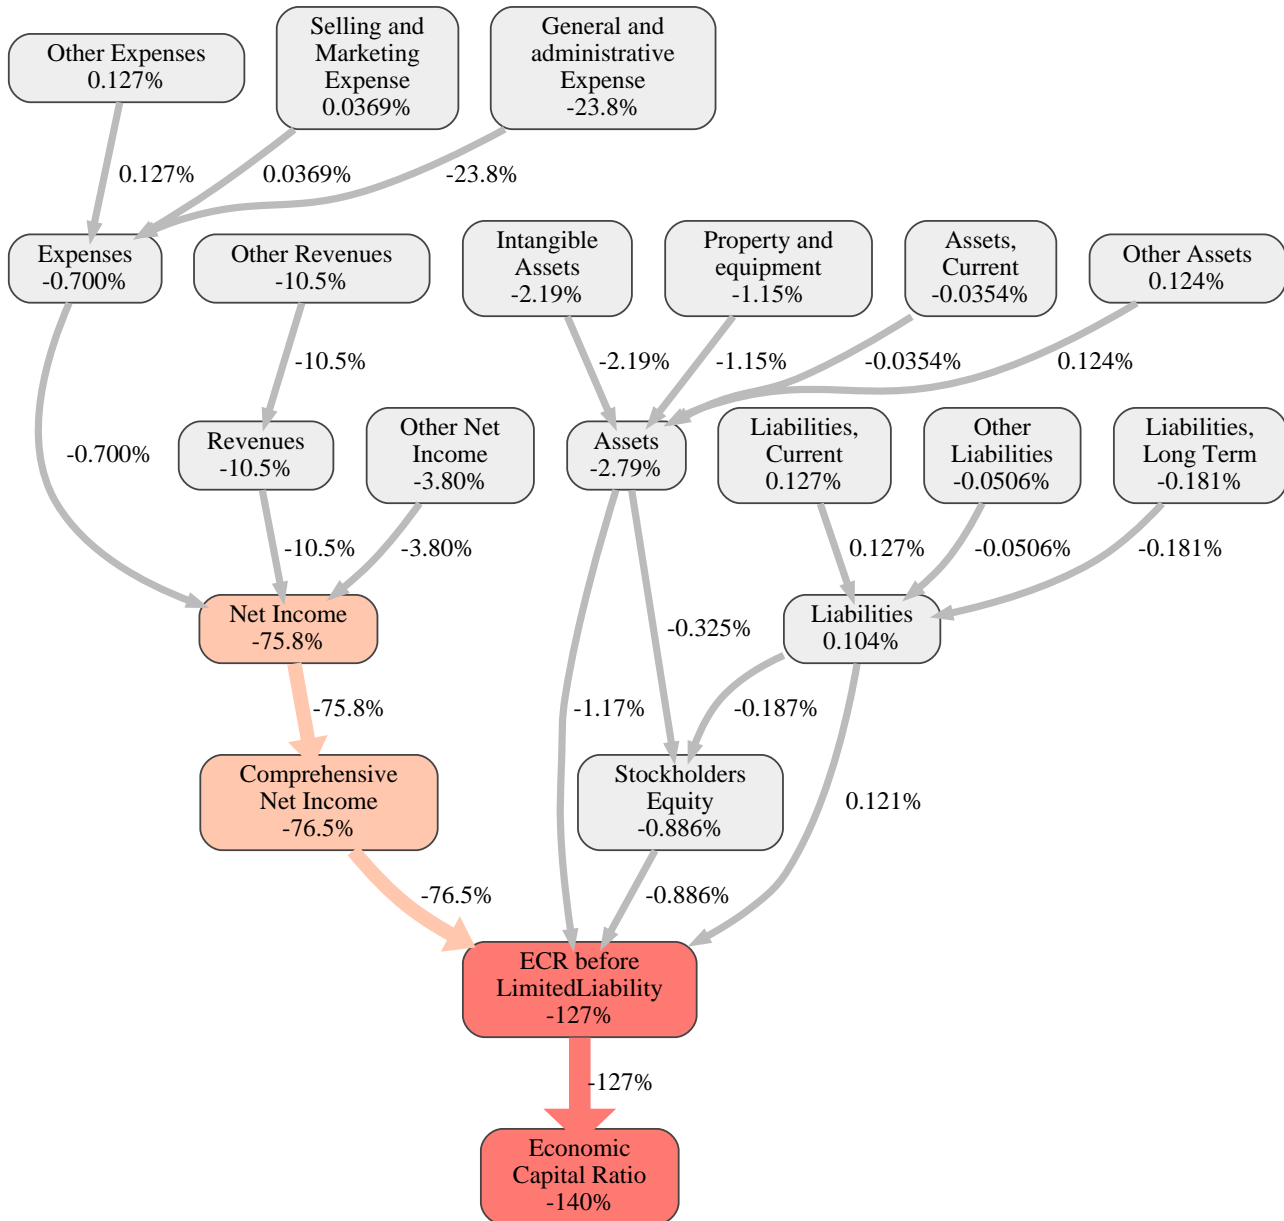 Other Expenses
0.127%
Selling and
Marketing
Expense
0.0369%
General and
administrative
Expense
-23.8%
0.127%
0.0369%
-23.8%
Expenses
-0.700%
Other Revenues
-10.5%
Intangible
Assets
-2.19%
Property and
equipment
-1.15%
Assets,
Current
-0.0354%
Other Assets
0.124%
-10.5%
-2.19%
-1.15%
-0.0354%
0.124%
-0.700%
Revenues
-10.5%
Other Net
Income
-3.80%
Assets
-2.79%
Liabilities,
Current
0.127%
Other
Liabilities
-0.0506%
Liabilities,
Long Term
-0.181%
-10.5%
-3.80%
0.127%
-0.0506%
-0.181%
Net Income
-75.8%
-0.325%
Liabilities
0.104%
-75.8%
-1.17%
-0.187%
Comprehensive
Net Income
-76.5%
Stockholders
Equity
-0.886%
0.121%
-76.5%
-0.886%
ECR before
LimitedLiability
-127%
-127%
Economic
Capital Ratio
-140%